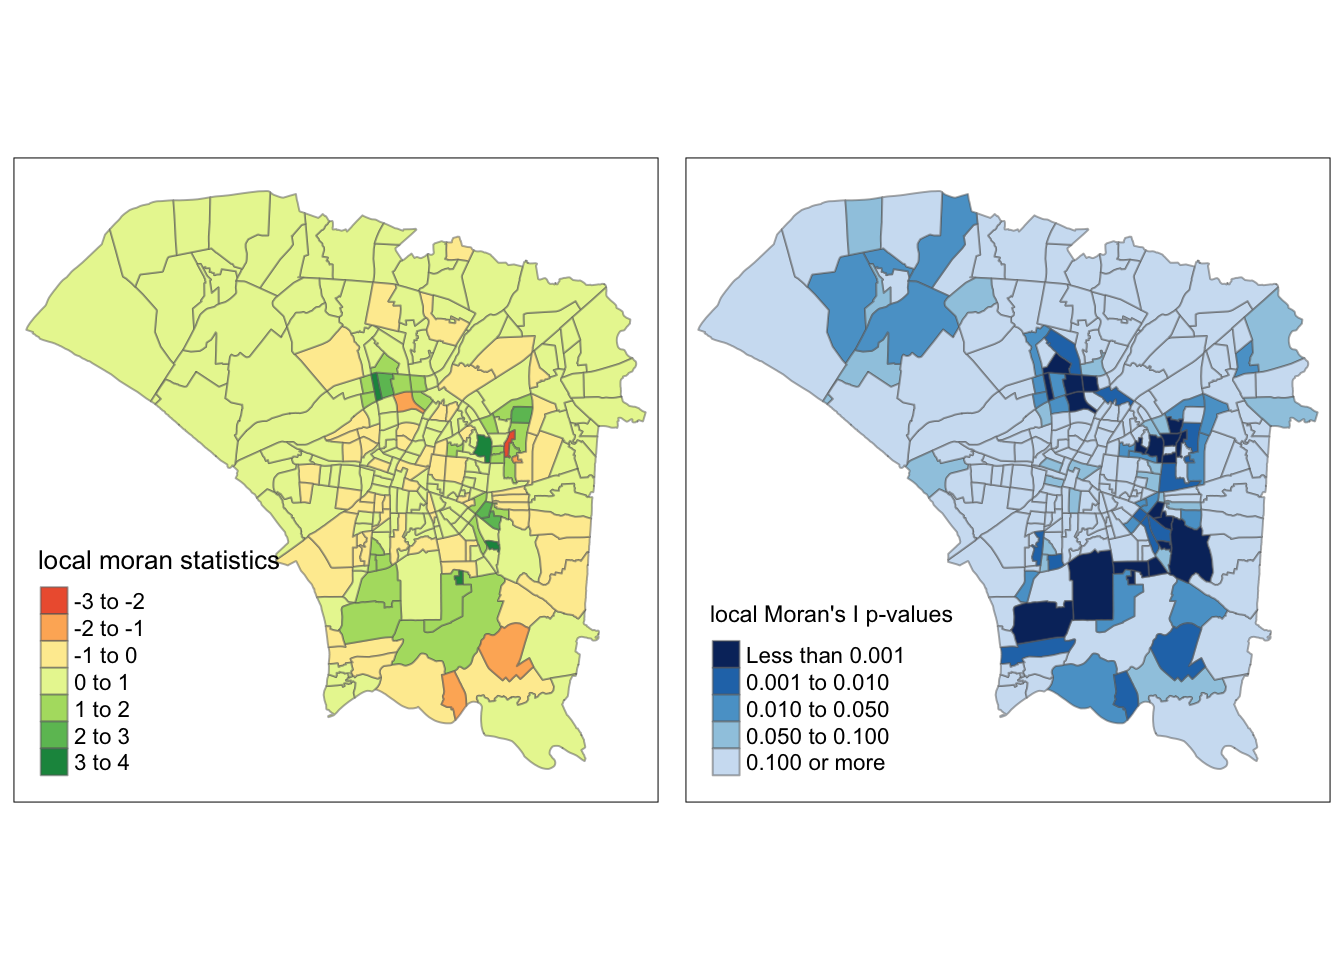 local moran statistics
-3 to -2
-2 to -1
-1 to 0
0 to 1
1 to 2
2 to 3
3 to 4
local Moran's I p-values
Less than 0.001
0.001 to 0.010
0.010 to 0.050
0.050 to 0.100
0.100 or more